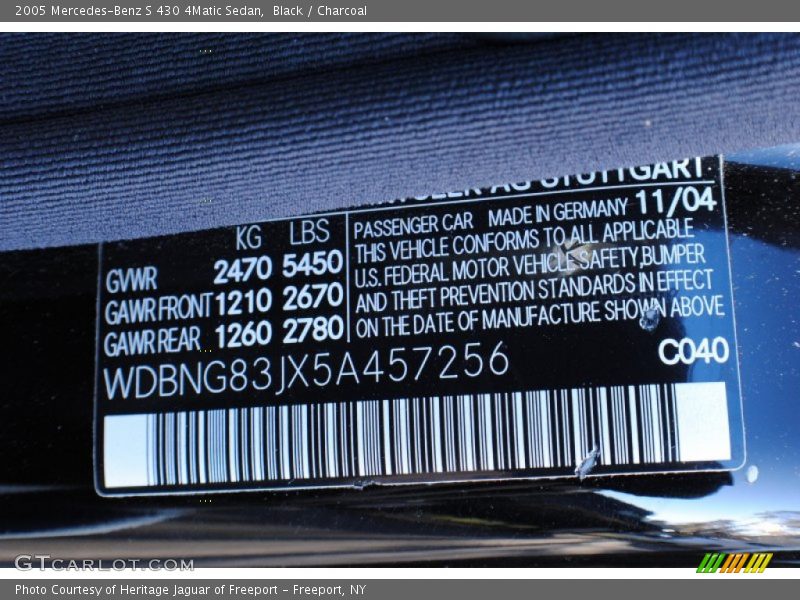 2005 Mercedes-Benz S 430 4Matic Sedan, Black / Charcoal
AG STUTTGART
11/04
KG LBS
GVWR 2470 5450
GAWR FRONT 1210 2670
GAWR REAR 1260 2780
PASSENGER CAR MADE IN GERMANY
THIS VEHICLE CONFORMS TO ALL APPLICABLE
U.S. FEDERAL MOTOR VEHICLE SAFETY, BUMPER
AND THEFT PREVENTION STANDARDS IN EFFECT
ON THE DATE OF MANUFACTURE SHOWN ABOVE
WDBNG83JX5A457256
C040
GTCARLOT.COM
Photo Courtesy of Heritage Jaguar of Freeport - Freeport, NY